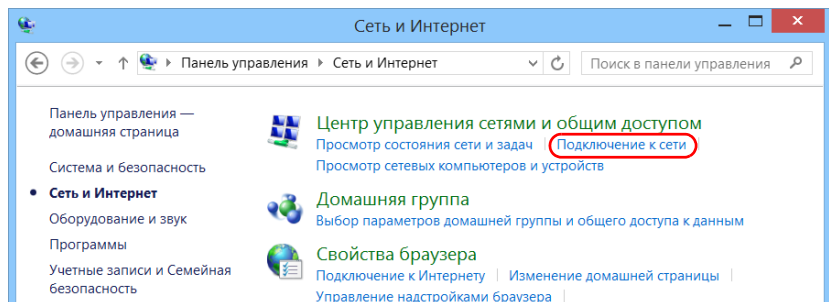 Сеть и Интернет
Панель управления Сеть и Интернет Поиск в панели управления
Панель управления —
домашняя страница
Система и безопасность
Сеть и Интернет
Оборудование и звук
Программы
Учетные записи и Семейная
безопасность
Центр управления сетями и общим доступом
Просмотр состояния сети и задач Подключение к сети
Просмотр сетевых компьютеров и устройств
Домашняя группа
Выбор параметров домашней группы и общего доступа к данным
Свойства браузера
Подключение к Интернету Изменение домашней страницы
Управление надстройками браузера